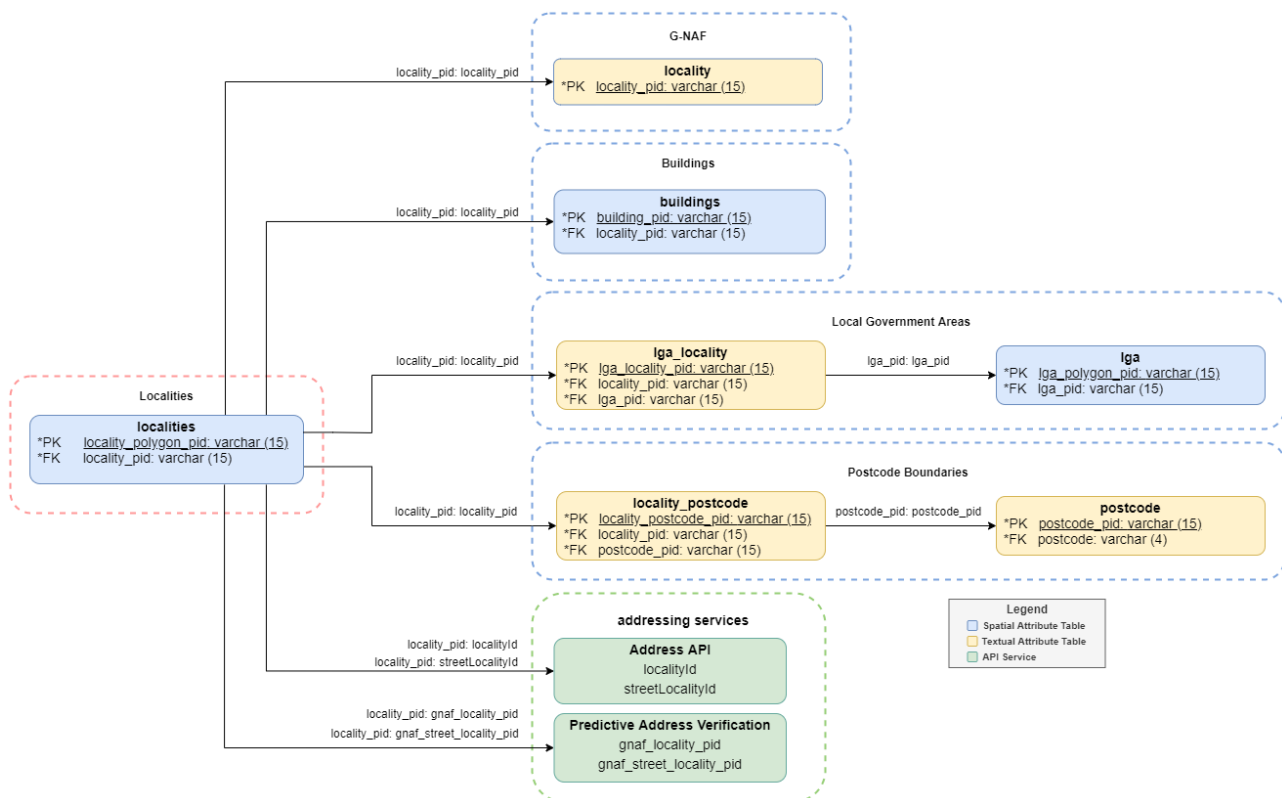 G-NAF
locality_pid: locality_pid
locality
*PK locality_pid: varchar (15)
Buildings
locality_pid: locality_pid
buildings
*PK building_pid: varchar (15)
*FK locality_pid: varchar (15)
Local Government Areas
locality_pid: locality_pid
lga_locality
*PK lga_locality_pid: varchar (15)
*FK locality_pid: varchar (15)
*FK lga_pid: varchar (15)
lga_pid: lga_pid
lga
*PK lga_polygon_pid: varchar (15)
*FK lga_pid: varchar (15)
Localities
localities
*PK locality_polygon_pid: varchar (15)
*FK locality_pid: varchar (15)
Postcode Boundaries
locality_pid: locality_pid
locality_postcode
*PK locality_postcode_pid: varchar (15)
*FK locality_pid: varchar (15)
*FK postcode_pid: varchar (15)
postcode_pid: postcode_pid
postcode
*PK postcode_pid: varchar (15)
*FK postcode: varchar (4)
addressing services
locality_pid: localityId
locality_pid: streetLocalityId
Address API
localityId
streetLocalityId
locality_pid: gnaf_locality_pid
locality_pid: gnaf_street_locality_pid
Predictive Address Verification
gnaf_locality_pid
gnaf_street_locality_pid
Legend
Spatial Attribute Table
Textual Attribute Table
API Service